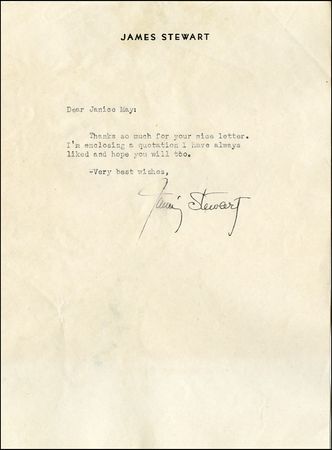 JAMES STEWART
Dear Janice May:
Thanks so much for your nice letter.
I'm enclosing a quotation I have always
liked and hope you will too.
-Very best wishes,
Jimmy Stewart